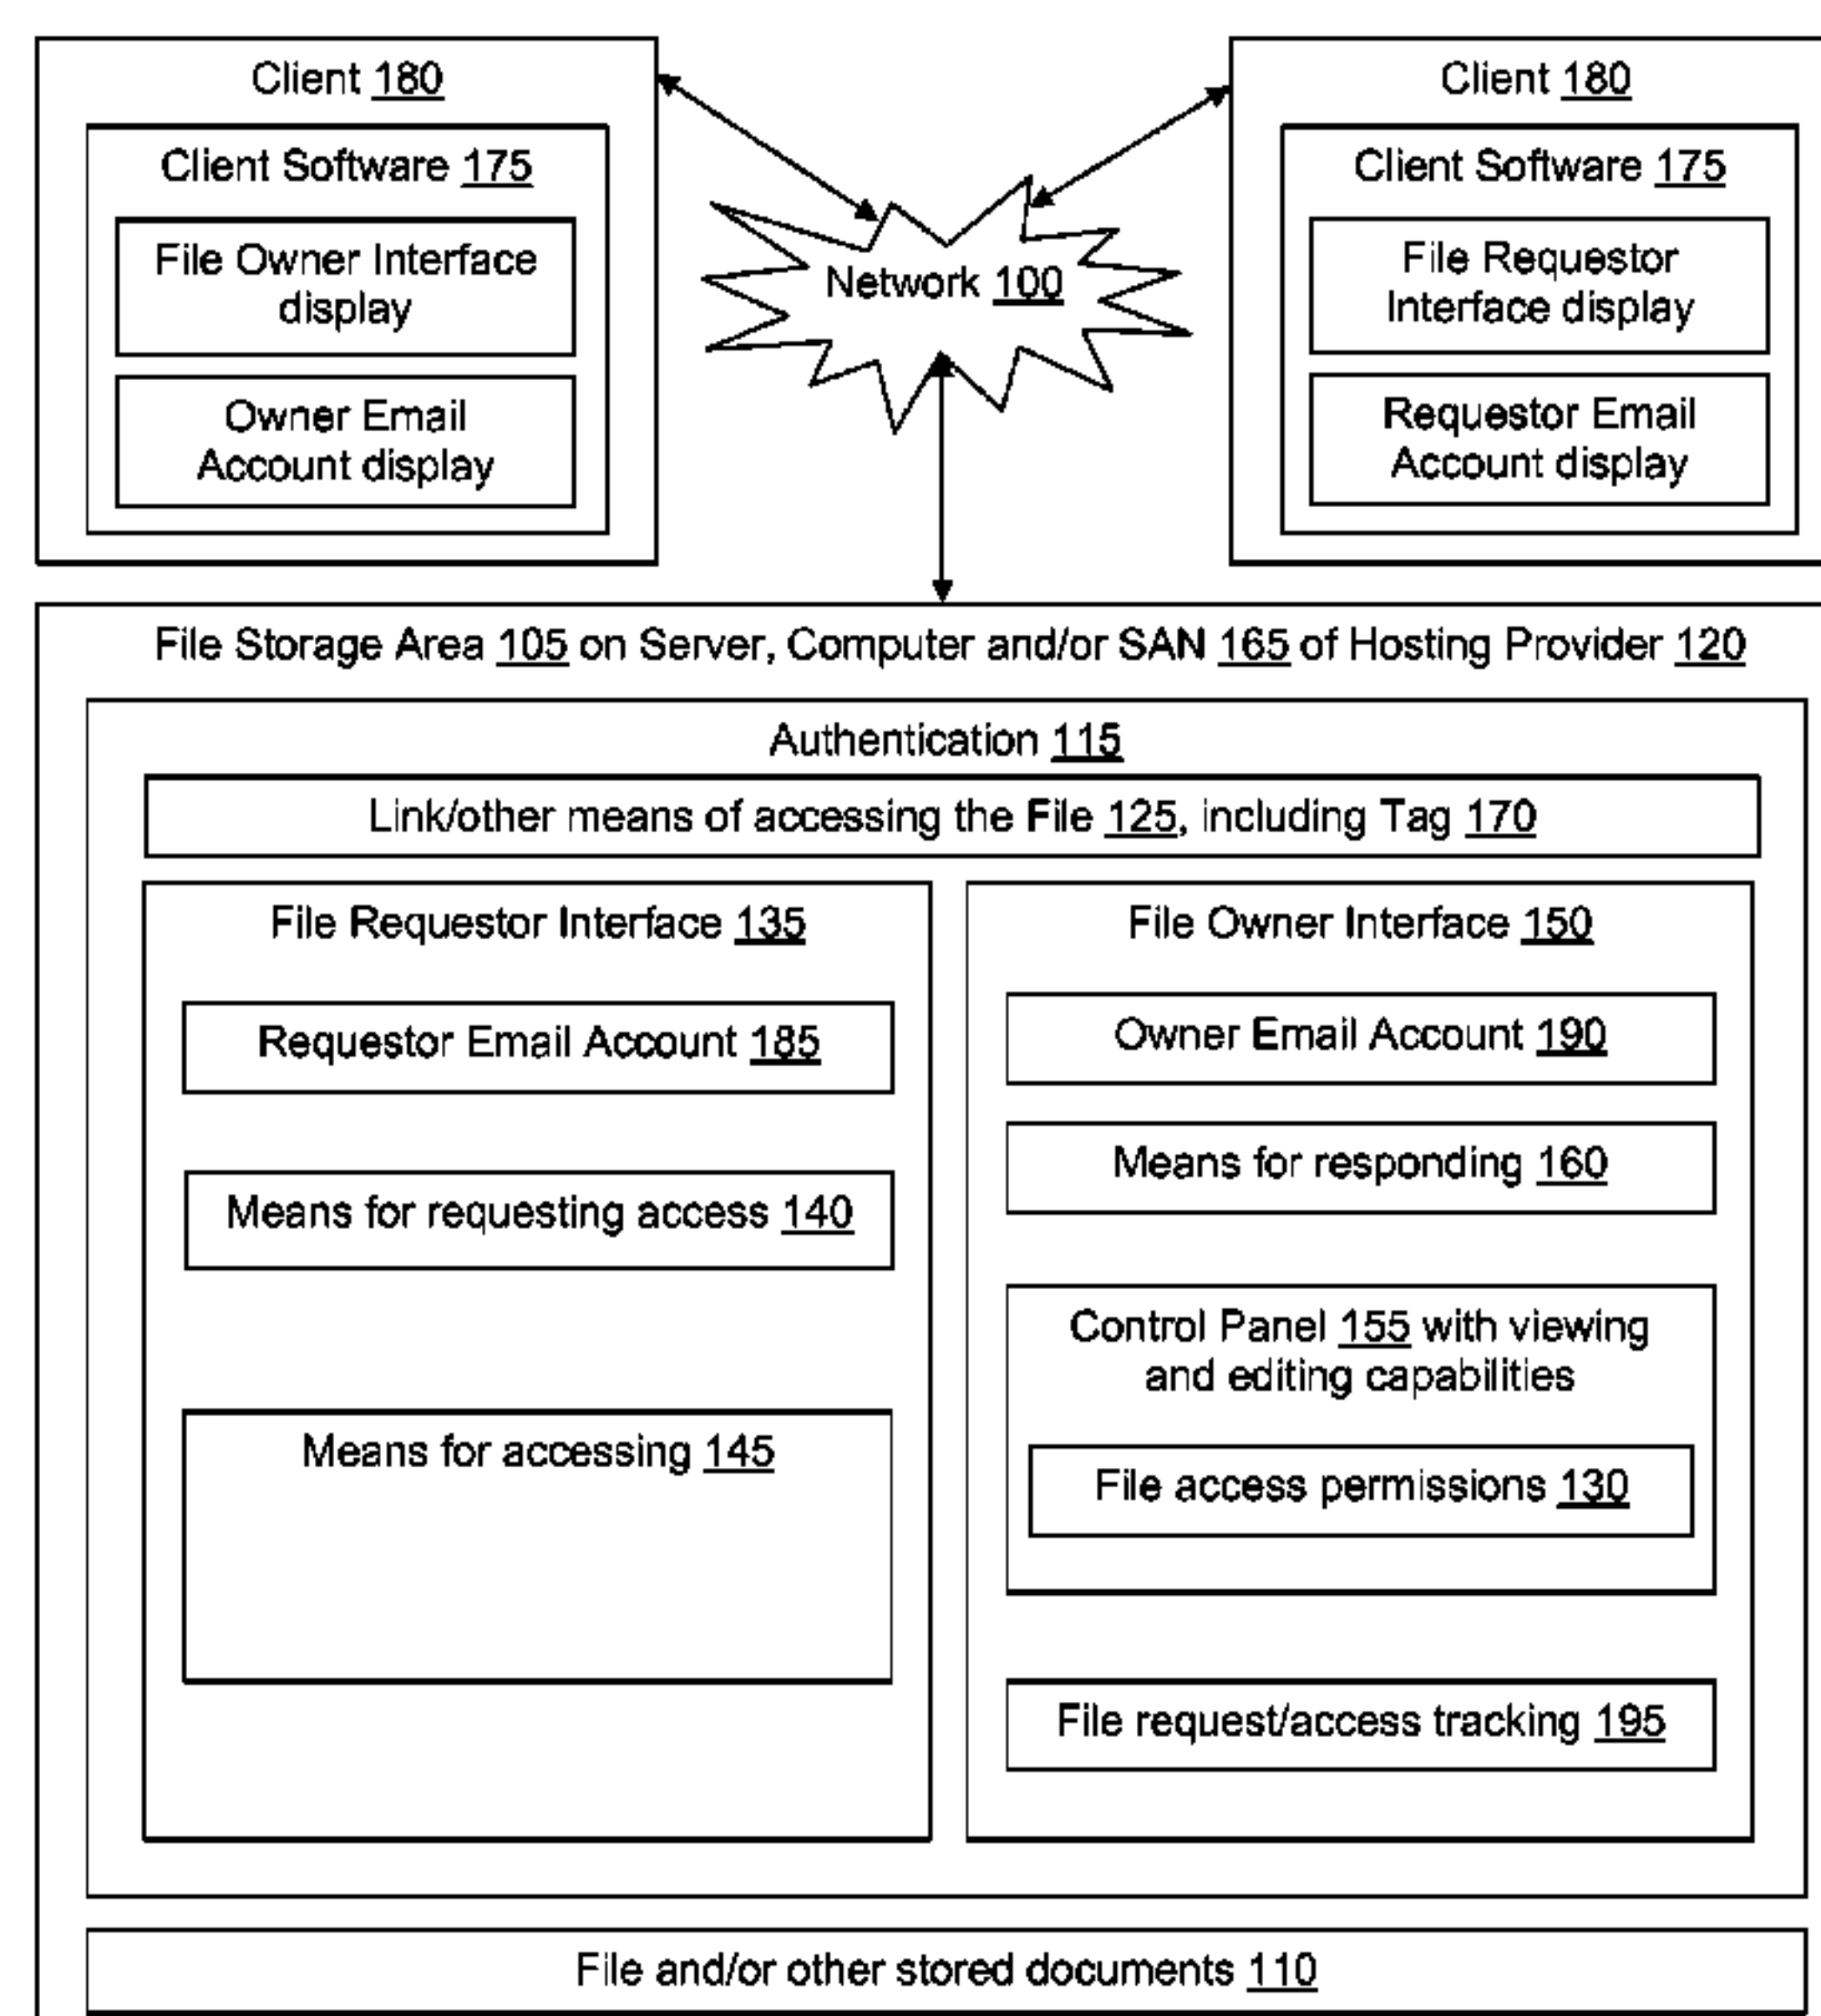 Client 180
Client Software 175
File Owner Interface
display
Owner Email
Account display
Network 100
Client 180
Client Software 175
File Requestor
Interface display
Requestor Email
Account display
File Storage Area 105 on Server, Computer and/or SAN 165 of Hosting Provider 120
Authentication 115
Link/other means of accessing the File 125, including Tag 170
File Requestor Interface 135
Requestor Email Account 185
Means for requesting access 140
Means for accessing 145
File Owner Interface 150
Owner Email Account 190
Means for responding 160
Control Panel 155 with viewing
and editing capabilities
File access permissions 130
File request/access tracking 195
File and/or other stored documents 110